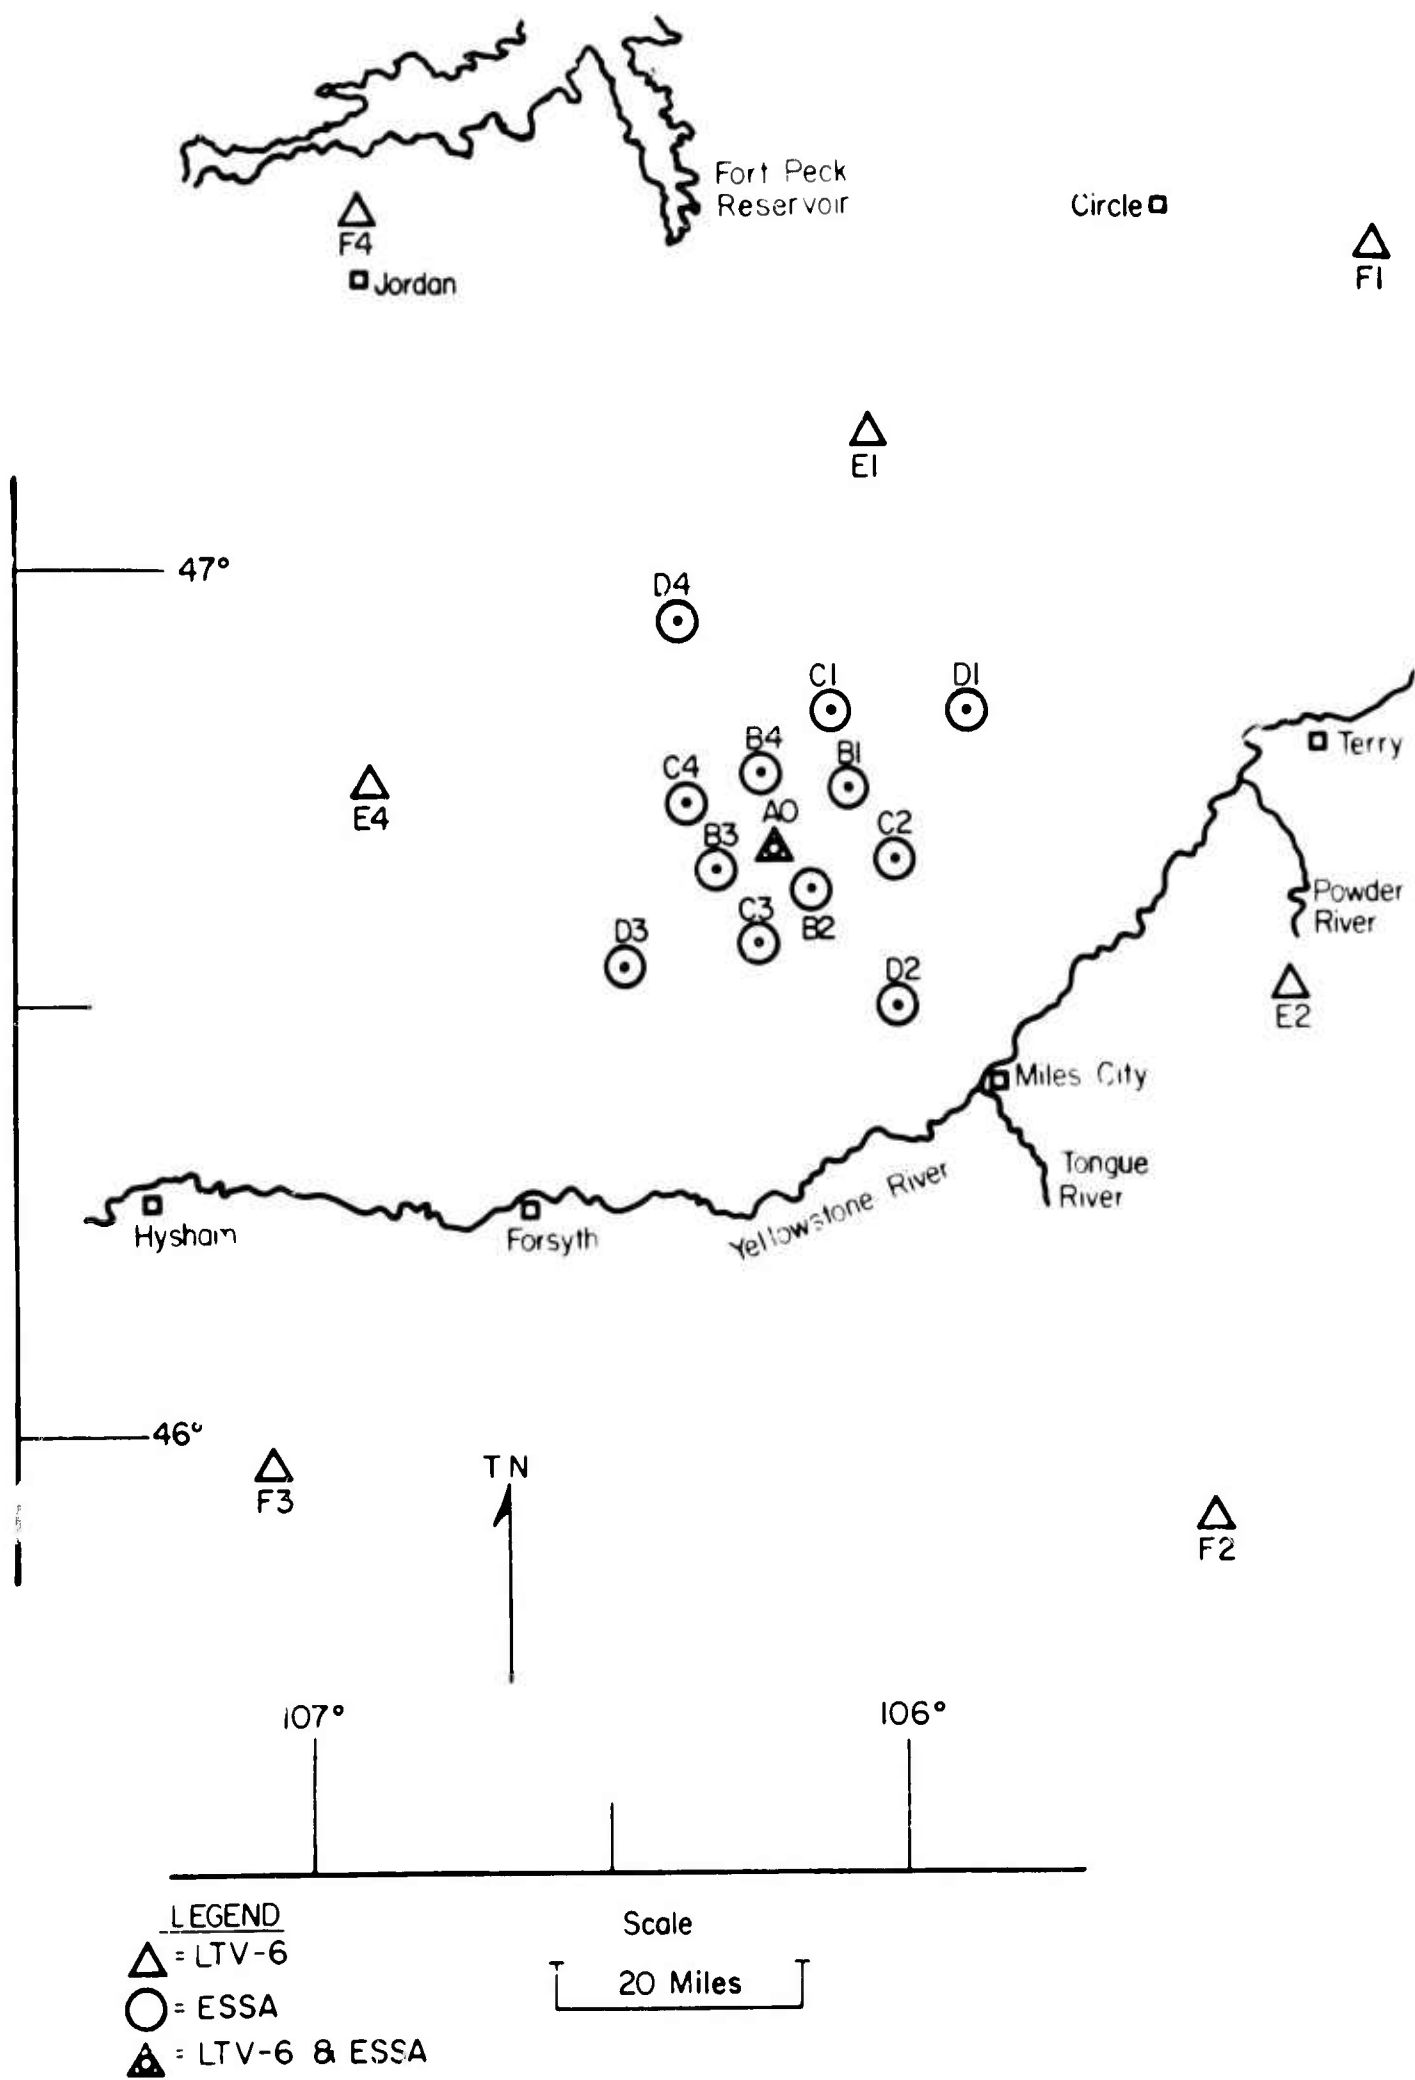 Fort Peck
Reservoir
Circle
F4
Jordan
F1
E1
47°
D4
C1
D1
B4
B1
Terry
C4
E4
A0
C2
B3
Powder
River
C3
B2
D3
D2
E2
Miles City
Tongue
River
Yellowstone River
Hysham
Forsyth
46°
T N
F3
F2
107°
106°
LEGEND
= LTV-6
= ESSA
= LTV-6 & ESSA
Scale
20 Miles